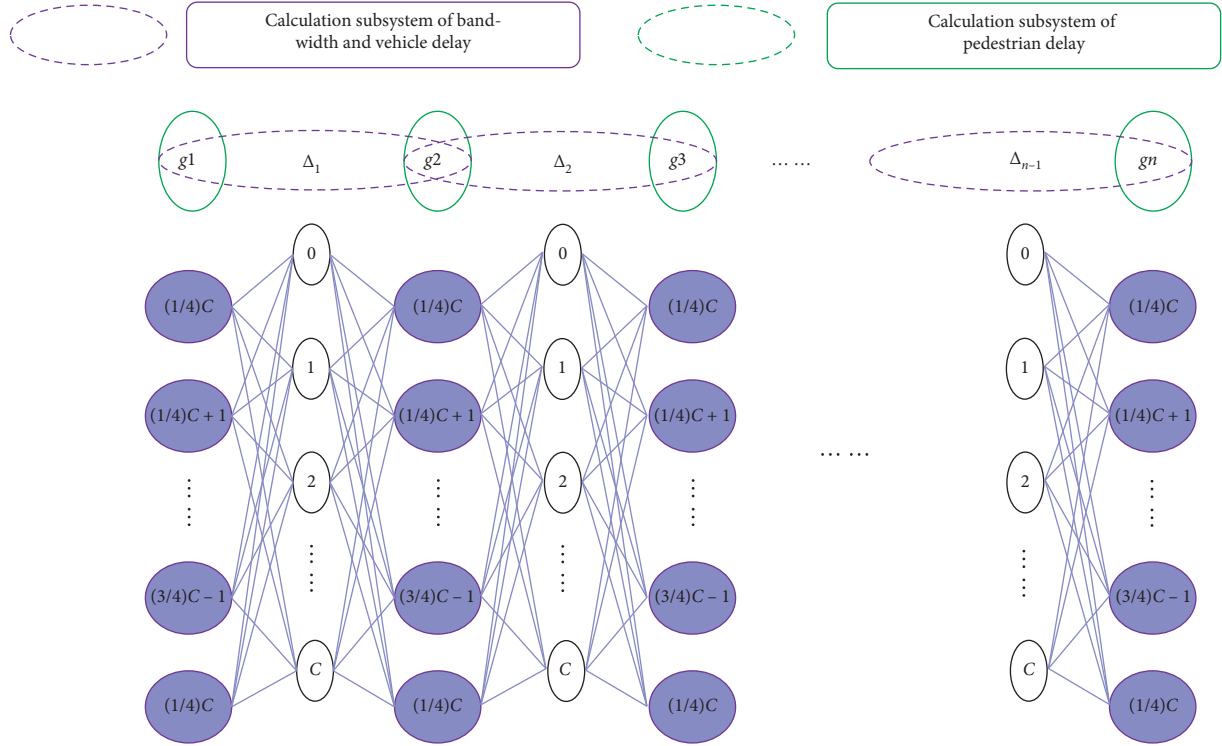 Calculation subsystem of band-
width and vehicle delay
Calculation subsystem of
pedestrian delay
g1
Δ1
g2
Δ2
g3
... ...
Δn–1
gn
0
0
0
(1/4)C
(1/4)C
(1/4)C
(1/4)C
1
1
1
(1/4)C + 1
(1/4)C + 1
(1/4)C + 1
(1/4)C + 1
... ...
2
2
2
... ...
... ...
... ...
... ...
... ...
... ...
... ...
(3/4)C – 1
(3/4)C – 1
(3/4)C – 1
(3/4)C – 1
C
C
C
(1/4)C
(1/4)C
(1/4)C
(1/4)C